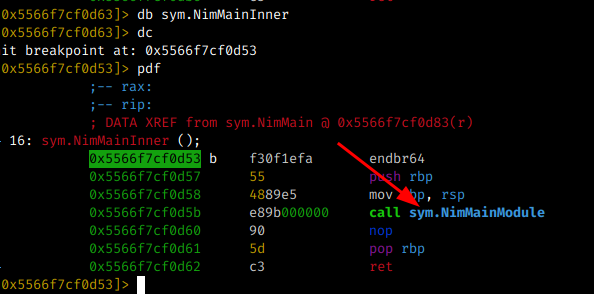 0x5566f7cf0d63]> db sym.NimMainInner
0x5566f7cf0d63]> dc
it breakpoint at: 0x5566f7cf0d53
0x5566f7cf0d53]> pdf
;-- rax:
;-- rip:
; DATA XREF from sym.NimMain @ 0x5566f7cf0d83(r)
16: sym.NimMainInner ();
0x5566f7cf0d53 b f30f1efa endbr64
0x5566f7cf0d57 55 push rbp
0x5566f7cf0d58 4889e5 mov rbp, rsp
0x5566f7cf0d5b e89b000000 call sym.NimMainModule
0x5566f7cf0d60 90 nop
0x5566f7cf0d61 5d pop rbp
0x5566f7cf0d62 c3 ret
0x5566f7cf0d53]>